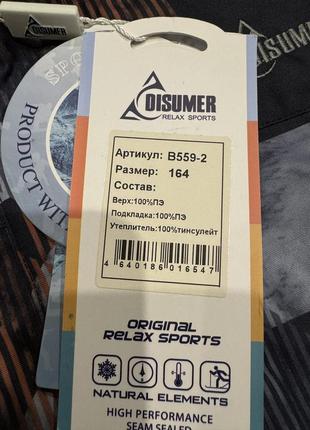 DISUMER
DISUMER
RELAX SPORTS
SPO
PRODUCT WIT
Артикул: B559-2
Размер: 164
Состав:
Верх:100%ПЭ
Подкладка:100%ПЭ
Утеплитель:100%тинсулейт
4 640186 016547
ORIGINAL
RELAX SPORTS
NATURAL ELEMENTS
HIGH PERFORMANCE
SEAM SEALED